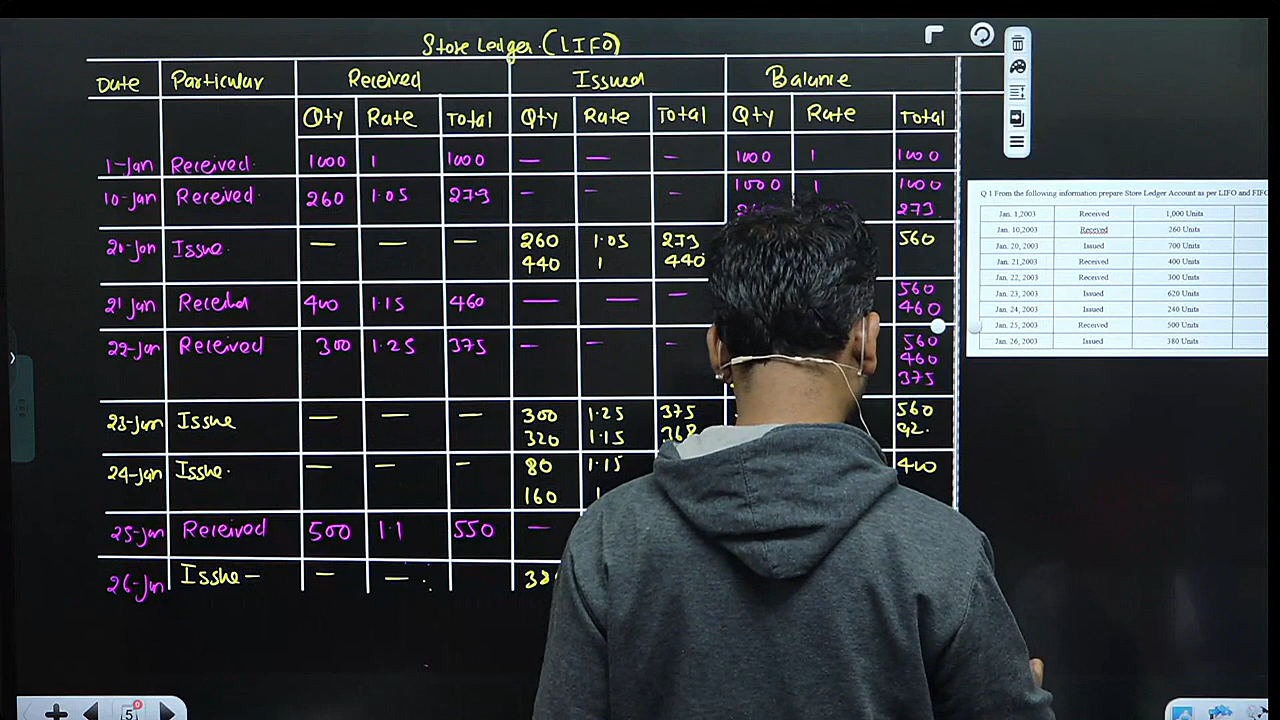 Store Ledger (LIFO)
Date Particular Received Issued Balance
Qty Rate Total Qty Rate Total Qty Rate Total
1-Jan Received 1000 1 1000 — — — 1000 1 1000
10-Jan Received 260 1.05 273 - - - 1000 1 1000
273
20-Jan Issue — — — 260 1.05 273 560
440 1 440
21 Jan Received 400 1.15 460 — — - 560
460
22-Jan Received 300 1.25 375 - - - 560
460
375
23-Jan Issue — — — 300 1.25 375 560
320 1.15 368 92
24-Jan Issue — — — 80 1.15 400
160
25-Jan Received 500 1.1 550 —
26-Jan Issue — — —
Q 1 From the following information prepare Store Ledger Account as per LIFO and FIFO
Jan. 1,2003 Received 1,000 Units
Jan. 10,2003 Receved 260 Units
Jan. 20, 2003 Issued 700 Units
Jan. 21,2003 Received 400 Units
Jan. 22, 2003 Received 300 Units
Jan. 23, 2003 Issued 620 Units
Jan. 24, 2003 Issued 240 Units
Jan. 25, 2003 Received 500 Units
Jan. 26, 2003 Issued 380 Units
5